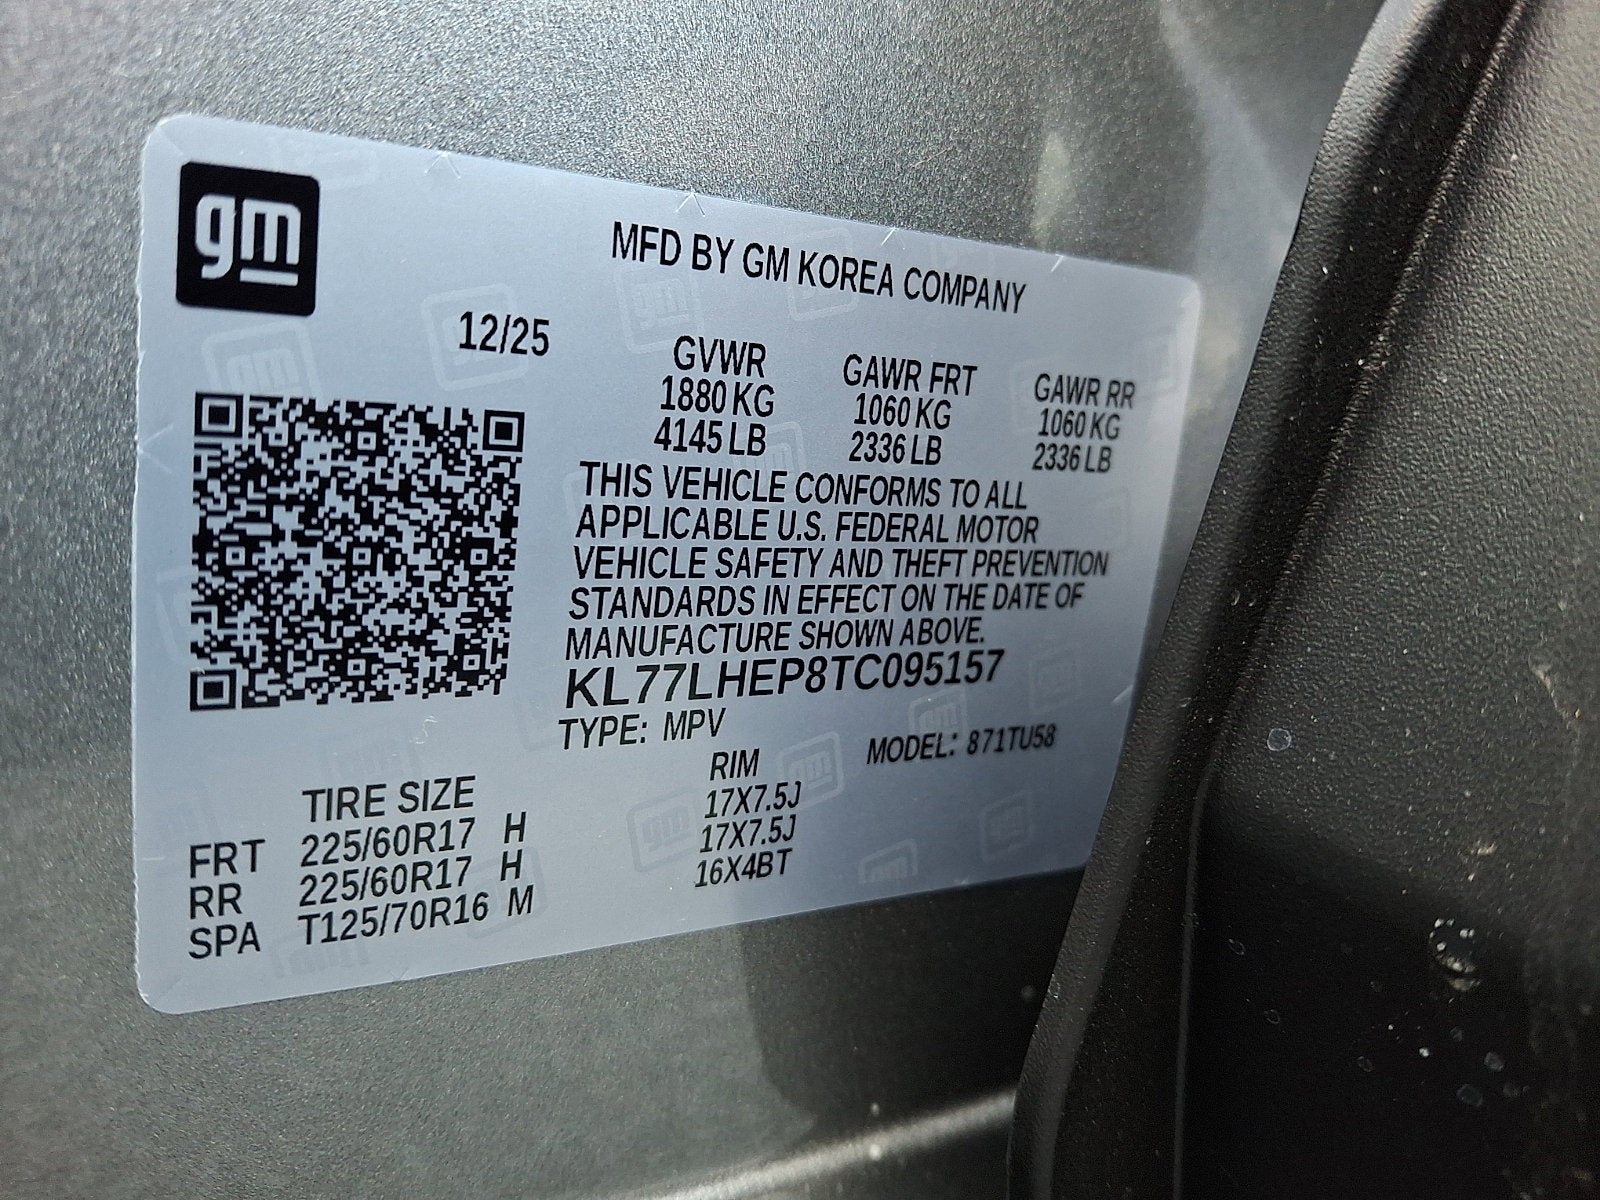 gm
MFD BY GM KOREA COMPANY
12/25
GVWR GAWR FRT GAWR RR
1880 KG 1060 KG 1060 KG
4145 LB 2336 LB 2336 LB
THIS VEHICLE CONFORMS TO ALL
APPLICABLE U.S. FEDERAL MOTOR
VEHICLE SAFETY AND THEFT PREVENTION
STANDARDS IN EFFECT ON THE DATE OF
MANUFACTURE SHOWN ABOVE.
KL77LHEP8TC095157
TYPE: MPV MODEL: 871TU58
TIRE SIZE RIM
FRT 225/60R17 H 17X7.5J
RR 225/60R17 H 17X7.5J
SPA T125/70R16 M 16X4BT